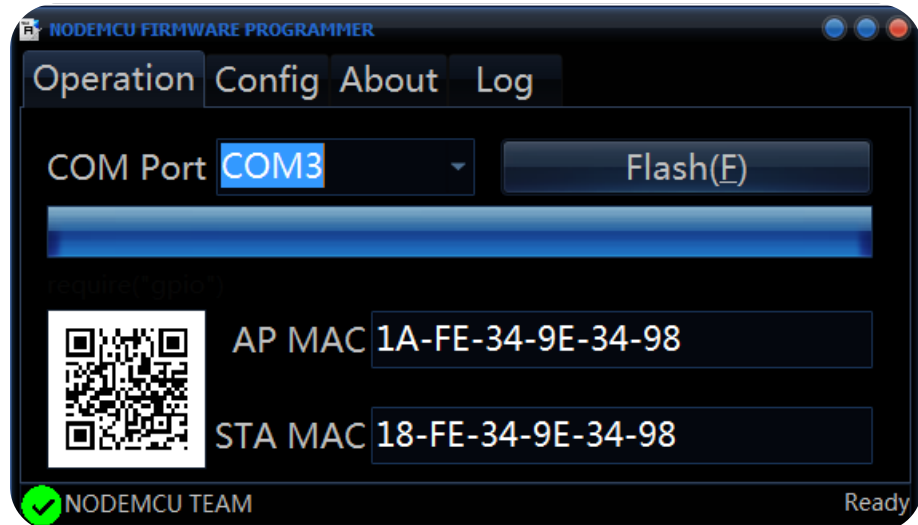 NODEMCU FIRMWARE PROGRAMMER
Operation Config About Log
COM Port COM3 Flash(F)
require("gpio")
AP MAC 1A-FE-34-9E-34-98
STA MAC 18-FE-34-9E-34-98
NODEMCU TEAM Ready